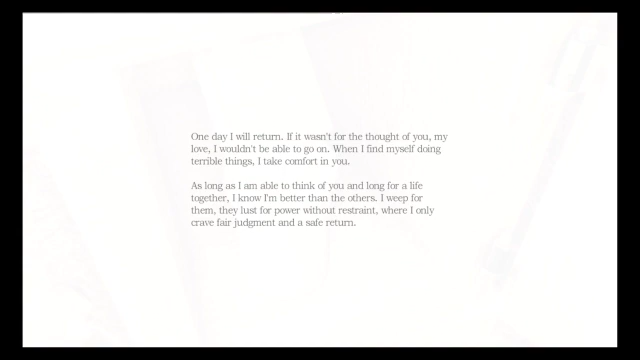 One day I will return. If it wasn't for the thought of you, my
love, I wouldn't be able to go on. When I find myself doing
terrible things, I take comfort in you.
As long as I am able to think of you and long for a life
together, I know I'm better than the others. I weep for
them, they lust for power without restraint, where I only
crave fair judgment and a safe return.